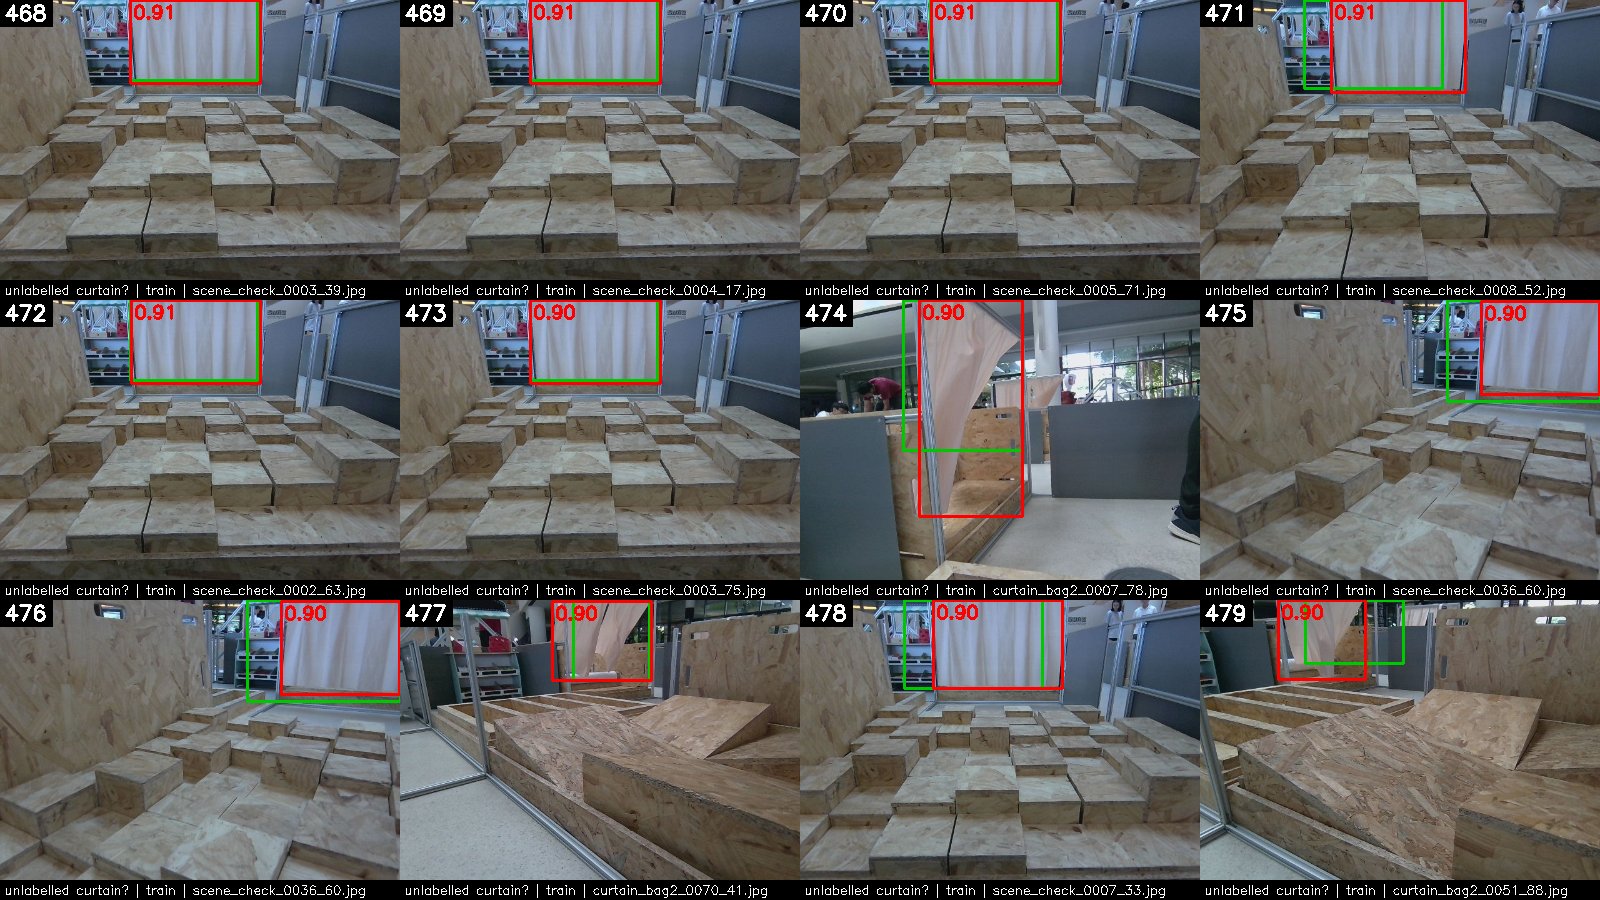 468
0.91
469
0.91
470
0.91
471
0.91
unlabelled curtain? | train | scene_check_0003_39.jpg
unlabelled curtain? | train | scene_check_0004_17.jpg
unlabelled curtain? | train | scene_check_0005_71.jpg
unlabelled curtain? | train | scene_check_0008_52.jpg
472
0.91
473
0.90
474
0.90
475
0.90
unlabelled curtain? | train | scene_check_0002_63.jpg
unlabelled curtain? | train | scene_check_0003_75.jpg
unlabelled curtain? | train | curtain_bag2_0007_78.jpg
unlabelled curtain? | train | scene_check_0036_60.jpg
476
0.90
477
0.90
478
0.90
479
0.90
unlabelled curtain? | train | scene_check_0036_60.jpg
unlabelled curtain? | train | curtain_bag2_0070_41.jpg
unlabelled curtain? | train | scene_check_0007_33.jpg
unlabelled curtain? | train | curtain_bag2_0051_88.jpg